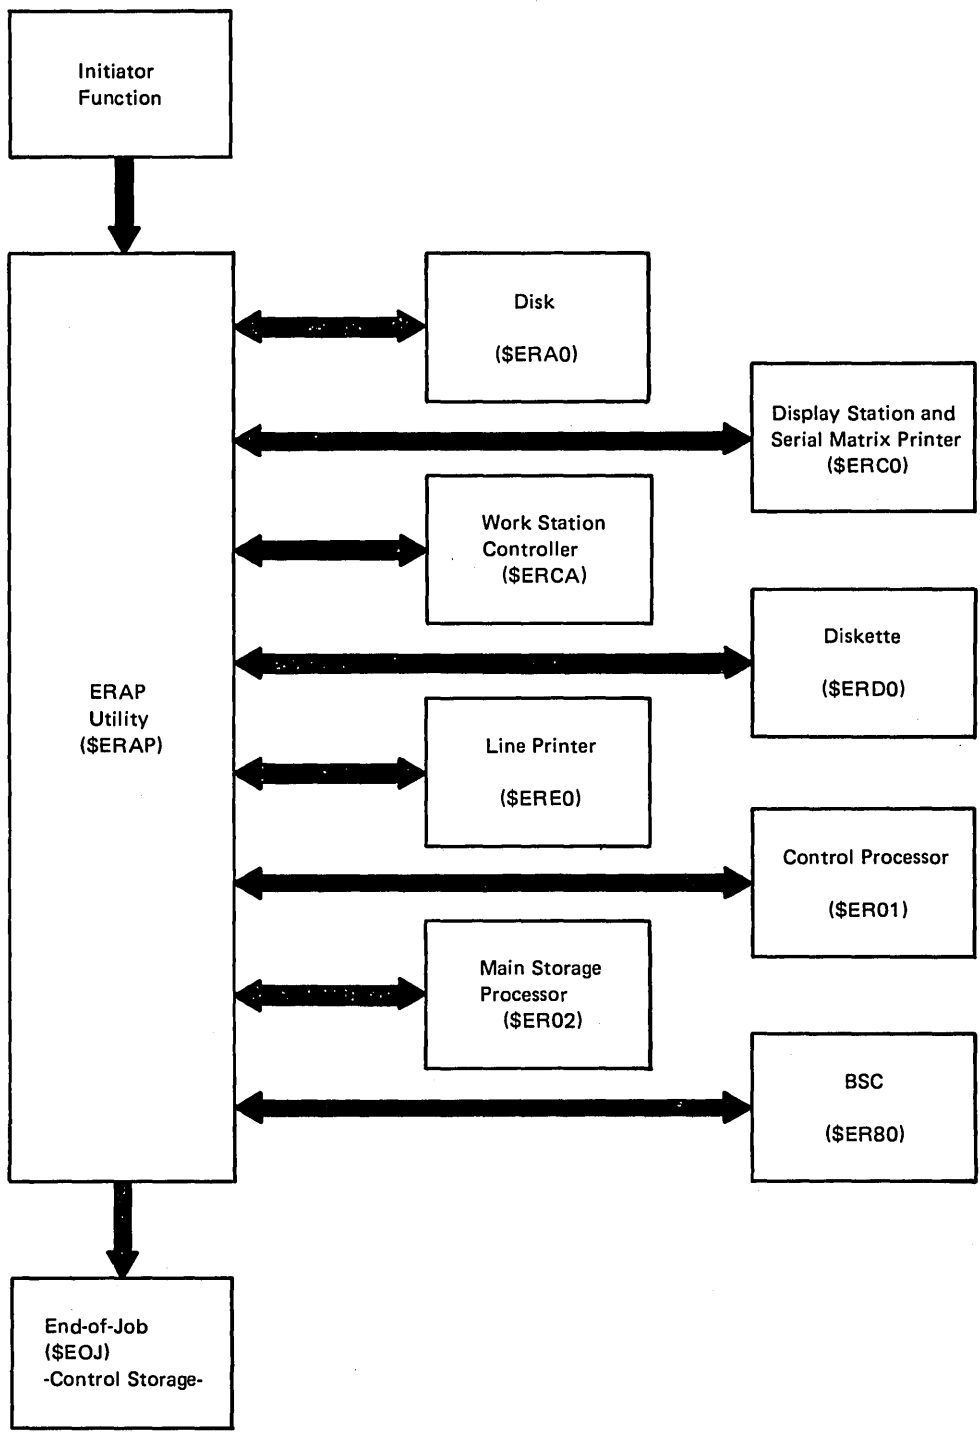 Initiator
Function
Disk
($ERA0)
Display Station and
Serial Matrix Printer
($ERC0)
Work Station
Controller
($ERCA)
Diskette
($ERD0)
ERAP
Utility
($ERAP)
Line Printer
($ERE0)
Control Processor
($ER01)
Main Storage
Processor
($ER02)
BSC
($ER80)
End-of-Job
($EOJ)
-Control Storage-